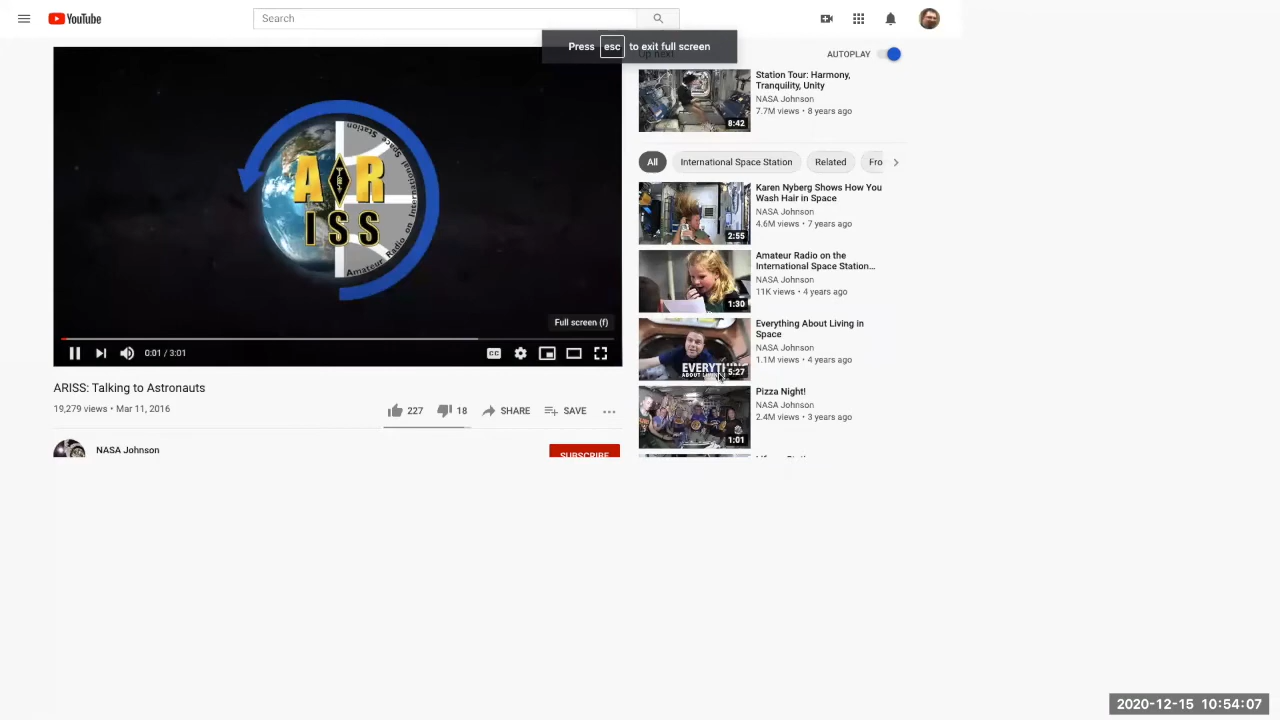 YouTube
Search
Press esc to exit full screen
AUTOPLAY
Station Tour: Harmony,
Tranquility, Unity
NASA Johnson
7.7M views • 8 years ago
8:42
All
International Space Station
Related
Fro
Karen Nyberg Shows How You
Wash Hair in Space
NASA Johnson
4.6M views • 7 years ago
2:55
Amateur Radio on the
International Space Station...
NASA Johnson
11K views • 4 years ago
1:30
Everything About Living in
Space
NASA Johnson
1.1M views • 4 years ago
EVERYTHING
ABOUT LIVING
5:27
Pizza Night!
NASA Johnson
2.4M views • 3 years ago
1:01
AR
ISS
Amateur Radio on International Space Station
Full screen (f)
0:01 / 3:01
CC
ARISS: Talking to Astronauts
19,279 views • Mar 11, 2016
227
18
SHARE
SAVE
NASA Johnson
SUBSCRIBE
2020-12-15 10:54:07